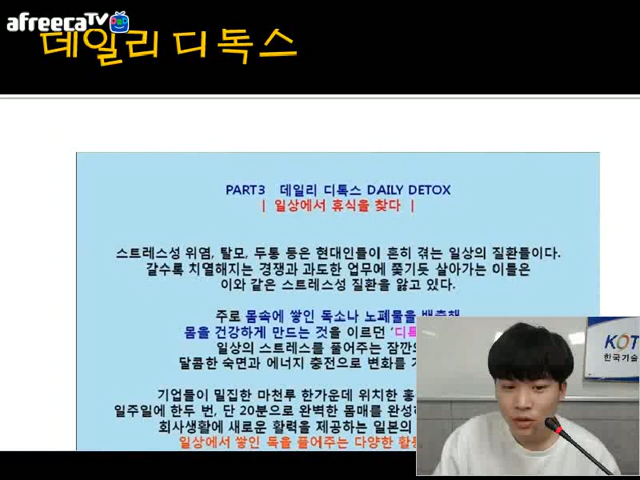 afreecaTV
데일리 디톡스
PART3 데일리 디톡스 DAILY DETOX
| 일상에서 휴식을 찾다 |
스트레스성 위염, 탈모, 두통 등은 현대인들이 흔히 겪는 일상의 질환들이다.
갈수록 치열해지는 경쟁과 과도한 업무에 쫓기듯 살아가는 이들은
이와 같은 스트레스성 질환을 앓고 있다.
주로 몸속에 쌓인 독소나 노폐물을 배출해
몸을 건강하게 만드는 것을 이르던 '디톡
일상의 스트레스를 풀어주는 잠깐
달콤한 숙면과 에너지 충전으로 변화를
기업들이 밀집한 마천루 한가운데 위치한
일주일에 한두 번, 단 20분으로 완벽한 몸매를 완성
회사생활에 새로운 활력을 제공하는 일본의
일상에서 쌓인 독을 풀어주는 다양한
KOT
한국기술